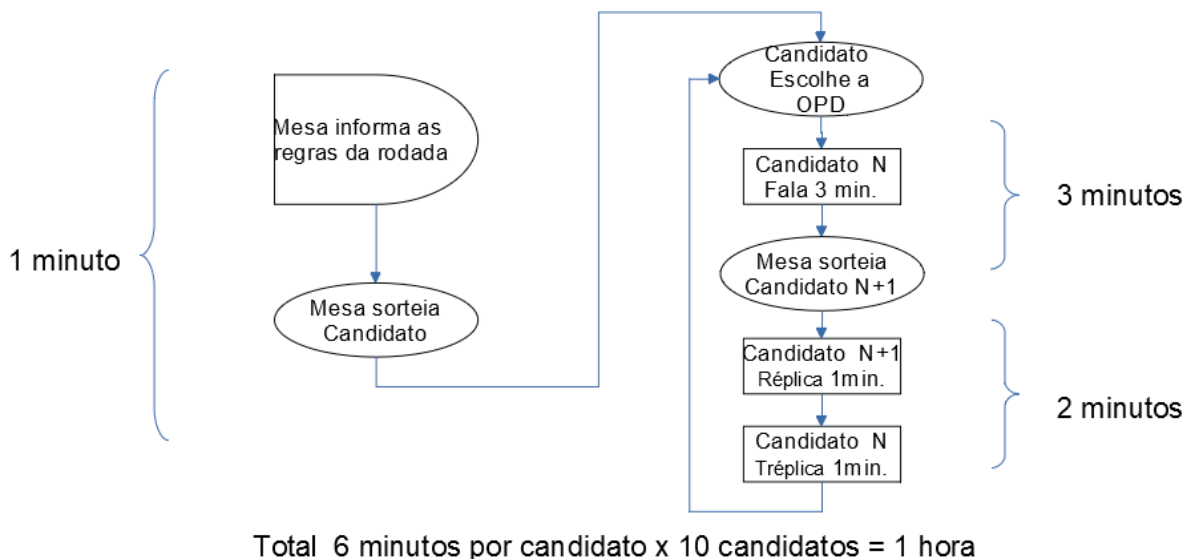 1 minuto
Mesa informa as
regras da rodada
Mesa sorteia
Candidato
Candidato
Escolhe a
OPD
Candidato N
Fala 3 min.
Mesa sorteia
Candidato N+1
3 minutos
Candidato N+1
Réplica 1min.
Candidato N
Tréplica 1min.
2 minutos
Total 6 minutos por candidato x 10 candidatos = 1 hora